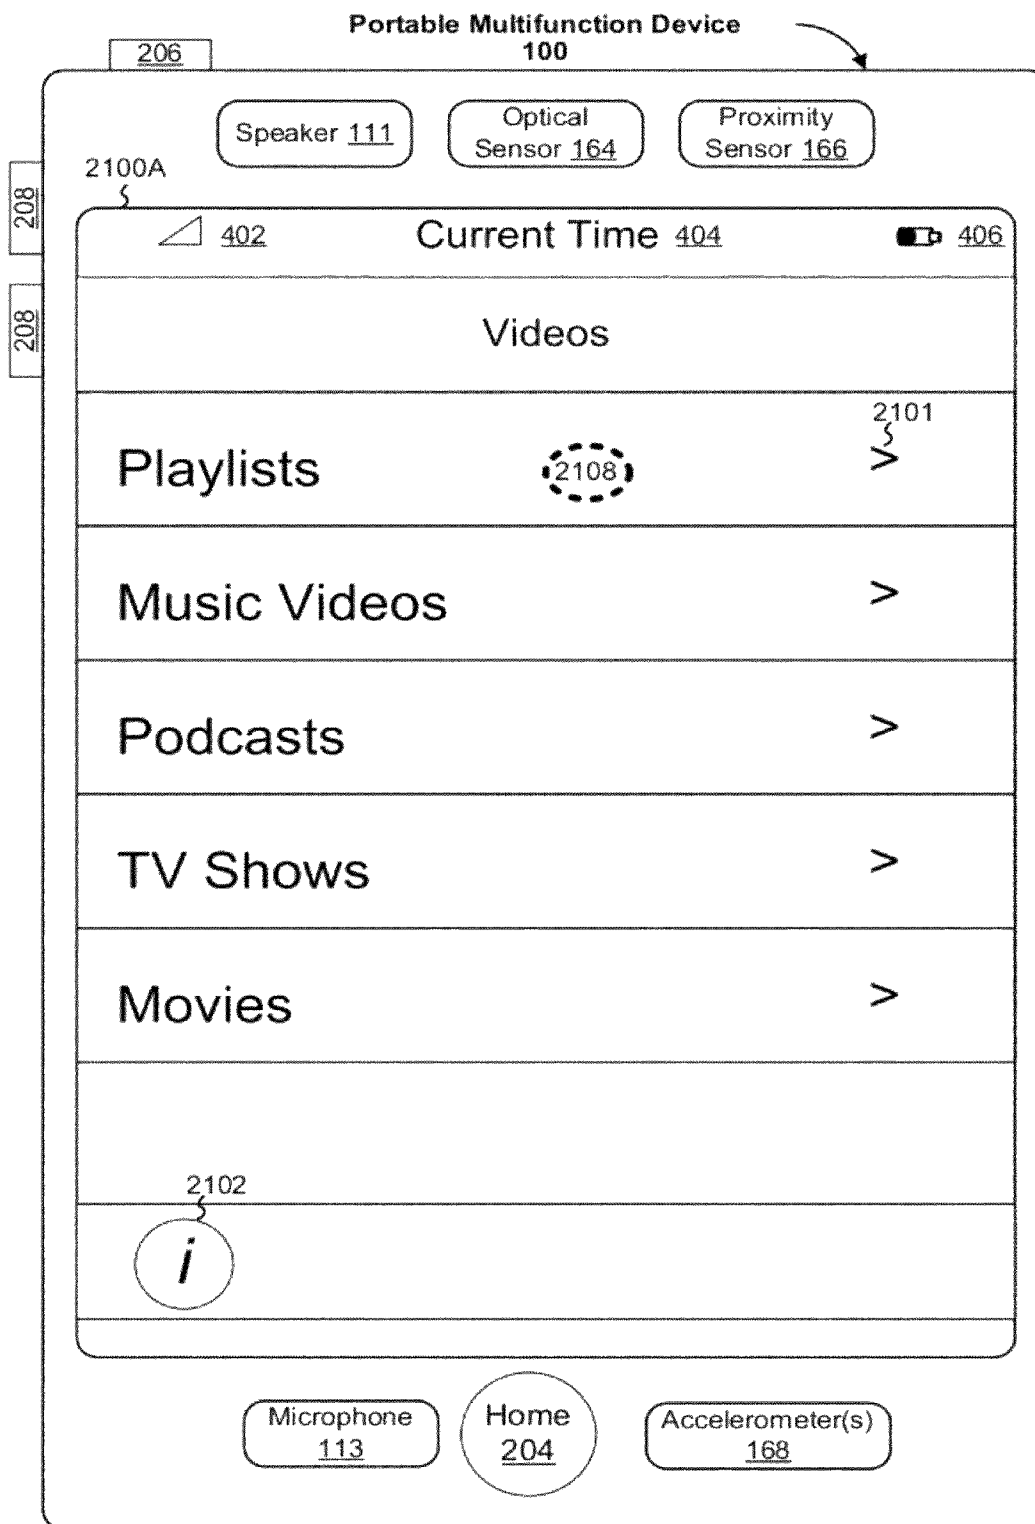 Portable Multifunction Device
100
206
Speaker 111
Optical
Sensor 164
Proximity
Sensor 166
2100A
208
402
Current Time 404
406
208
Videos
2101
Playlists
2108
>
Music Videos
>
Podcasts
>
TV Shows
>
Movies
>
2102
i
Microphone
113
Home
204
Accelerometer(s)
168